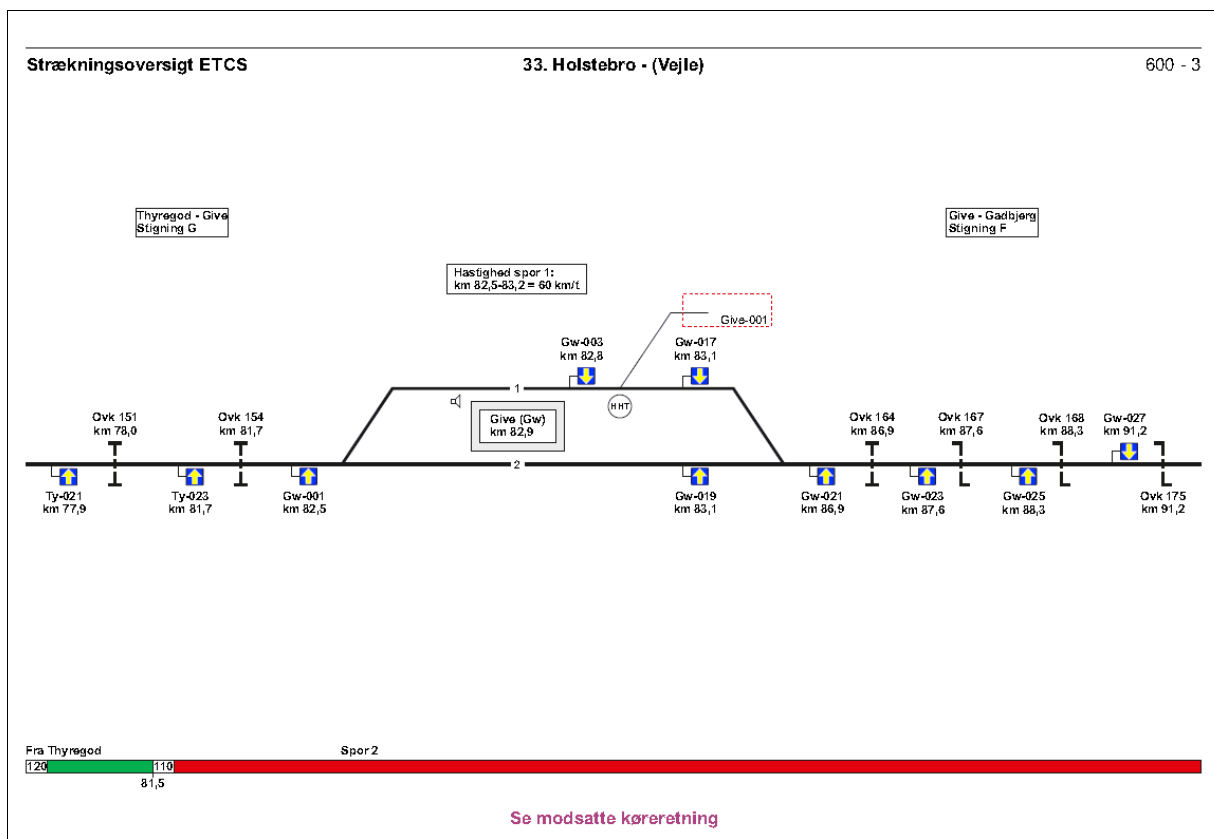 Strækningsoversigt ETCS
33. Holstebro - (Vejle)
600 - 3
Thyregod - Give
Stigning G
Give - Gadbjerg
Stigning F
Hastighed spor 1:
km 82,5-83,2 = 60 km/t
Give-001
Gw-003
km 82,8
Gw-017
km 83,1
1
HHT
Give (Gw)
km 82,9
Ovk 151
km 78,0
Ovk 154
km 81,7
Ovk 164
km 86,9
Ovk 167
km 87,6
Ovk 168
km 88,3
Gw-027
km 91,2
2
Ty-021
km 77,9
Ty-023
km 81,7
Gw-001
km 82,5
Gw-019
km 83,1
Gw-021
km 86,9
Gw-023
km 87,6
Gw-025
km 88,3
Ovk 175
km 91,2
Fra Thyregod
Spor 2
120
110
81,5
Se modsatte køreretning